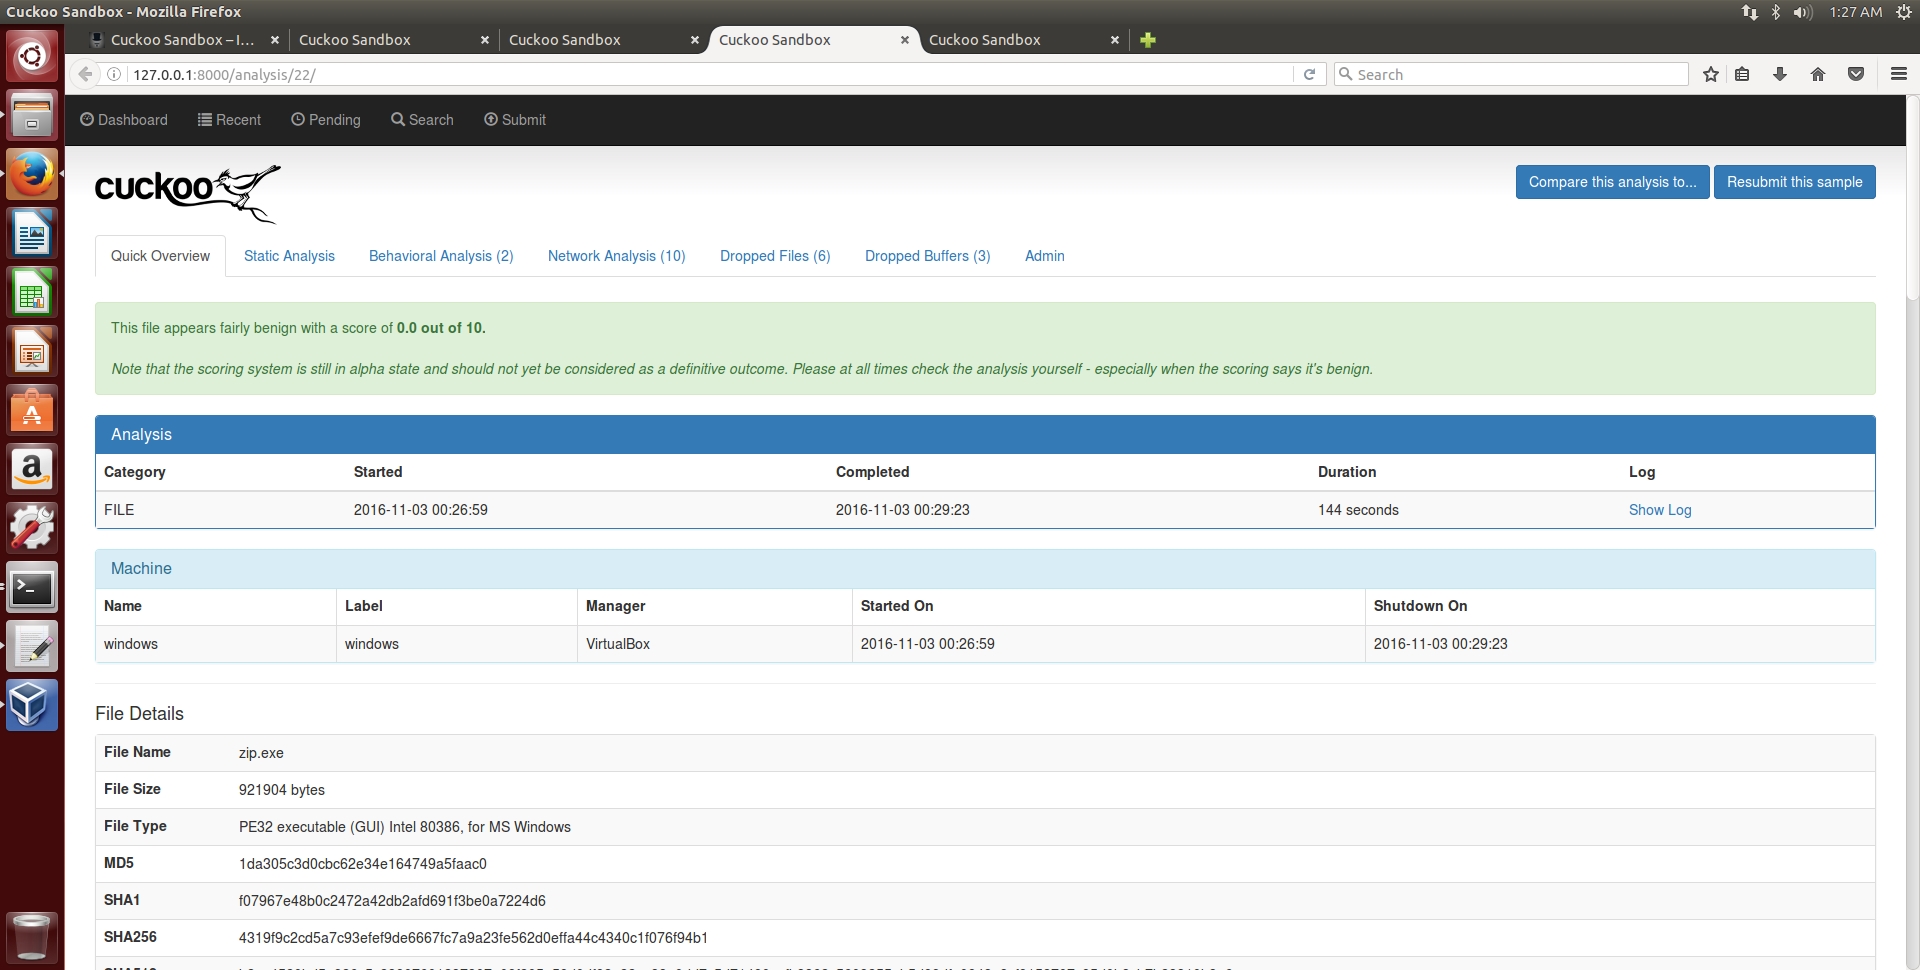 Cuckoo Sandbox - Mozilla Firefox
1:27 AM
Cuckoo Sandbox – I... Cuckoo Sandbox Cuckoo Sandbox Cuckoo Sandbox Cuckoo Sandbox
127.0.0.1:8000/analysis/22/ Search
Dashboard Recent Pending Search Submit
cuckoo
Compare this analysis to... Resubmit this sample
Quick Overview Static Analysis Behavioral Analysis (2) Network Analysis (10) Dropped Files (6) Dropped Buffers (3) Admin
This file appears fairly benign with a score of 0.0 out of 10.
Note that the scoring system is still in alpha state and should not yet be considered as a definitive outcome. Please at all times check the analysis yourself - especially when the scoring says it's benign.
Analysis
Category Started Completed Duration Log
FILE 2016-11-03 00:26:59 2016-11-03 00:29:23 144 seconds Show Log
Machine
Name Label Manager Started On Shutdown On
windows windows VirtualBox 2016-11-03 00:26:59 2016-11-03 00:29:23
File Details
File Name zip.exe
File Size 921904 bytes
File Type PE32 executable (GUI) Intel 80386, for MS Windows
MD5 1da305c3d0cbc62e34e164749a5faac0
SHA1 f07967e48b0c2472a42db2afd691f3be0a7224d6
SHA256 4319f9c2cd5a7c93efef9de6667fc7a9a23fe562d0effa44c4340c1f076f94b1